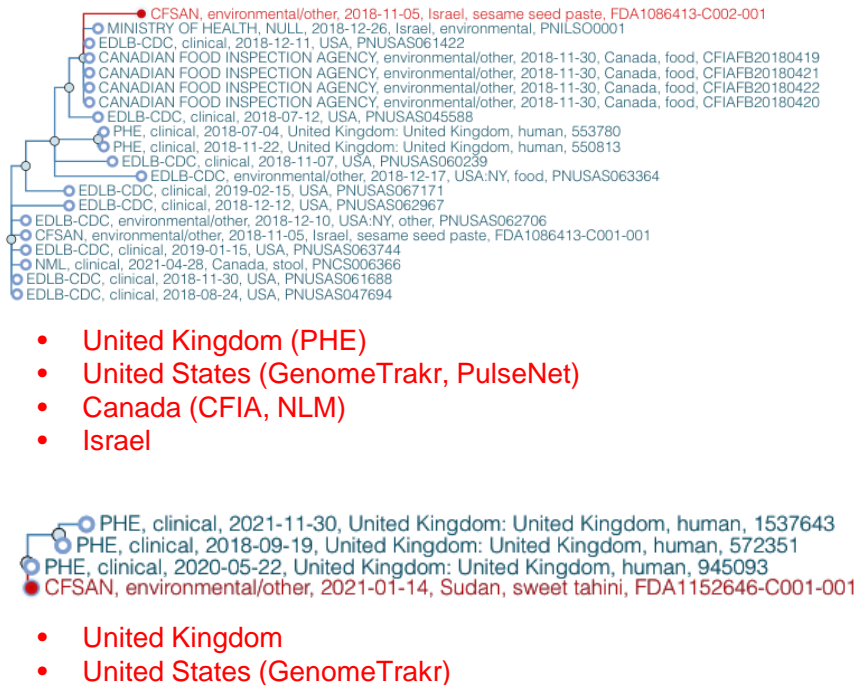 CFSAN, environmental/other, 2018-11-05, Israel, sesame seed paste, FDA1086413-C002-001
MINISTRY OF HEALTH, NULL, 2018-12-26, Israel, environmental, PNILSO0001
EDLB-CDC, clinical, 2018-12-11, USA, PNUSAS061422
CANADIAN FOOD INSPECTION AGENCY, environmental/other, 2018-11-30, Canada, food, CFIAFB20180419
CANADIAN FOOD INSPECTION AGENCY, environmental/other, 2018-11-30, Canada, food, CFIAFB20180421
CANADIAN FOOD INSPECTION AGENCY, environmental/other, 2018-11-30, Canada, food, CFIAFB20180422
CANADIAN FOOD INSPECTION AGENCY, environmental/other, 2018-11-30, Canada, food, CFIAFB20180420
EDLB-CDC, clinical, 2018-07-12, USA, PNUSAS045588
PHE, clinical, 2018-07-04, United Kingdom: United Kingdom, human, 553780
PHE, clinical, 2018-11-22, United Kingdom: United Kingdom, human, 550813
EDLB-CDC, clinical, 2018-11-07, USA, PNUSAS060239
EDLB-CDC, environmental/other, 2018-12-17, USA:NY, food, PNUSAS063364
EDLB-CDC, clinical, 2019-02-15, USA, PNUSAS067171
EDLB-CDC, clinical, 2018-12-12, USA, PNUSAS062967
EDLB-CDC, environmental/other, 2018-12-10, USA:NY, other, PNUSAS062706
CFSAN, environmental/other, 2018-11-05, Israel, sesame seed paste, FDA1086413-C001-001
EDLB-CDC, clinical, 2019-01-15, USA, PNUSAS063744
NML, clinical, 2021-04-28, Canada, stool, PNCS006366
EDLB-CDC, clinical, 2018-11-30, USA, PNUSAS061688
EDLB-CDC, clinical, 2018-08-24, USA, PNUSAS047694
• United Kingdom (PHE)
• United States (GenomeTrakr, PulseNet)
• Canada (CFIA, NLM)
• Israel
PHE, clinical, 2021-11-30, United Kingdom: United Kingdom, human, 1537643
PHE, clinical, 2018-09-19, United Kingdom: United Kingdom, human, 572351
PHE, clinical, 2020-05-22, United Kingdom: United Kingdom, human, 945093
CFSAN, environmental/other, 2021-01-14, Sudan, sweet tahini, FDA1152646-C001-001
• United Kingdom
• United States (GenomeTrakr)